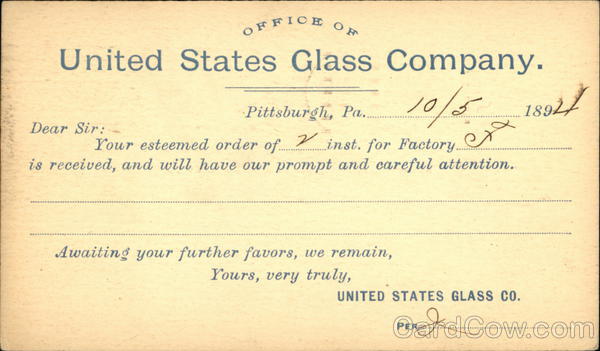 OFFICE OF
United States Glass Company.
Pittsburgh, Pa. 10/5 1894
Dear Sir:
Your esteemed order of 2 inst. for Factory F
is received, and will have our prompt and careful attention.
Awaiting your further favors, we remain,
Yours, very truly,
UNITED STATES GLASS CO.
PER
CardCow.com